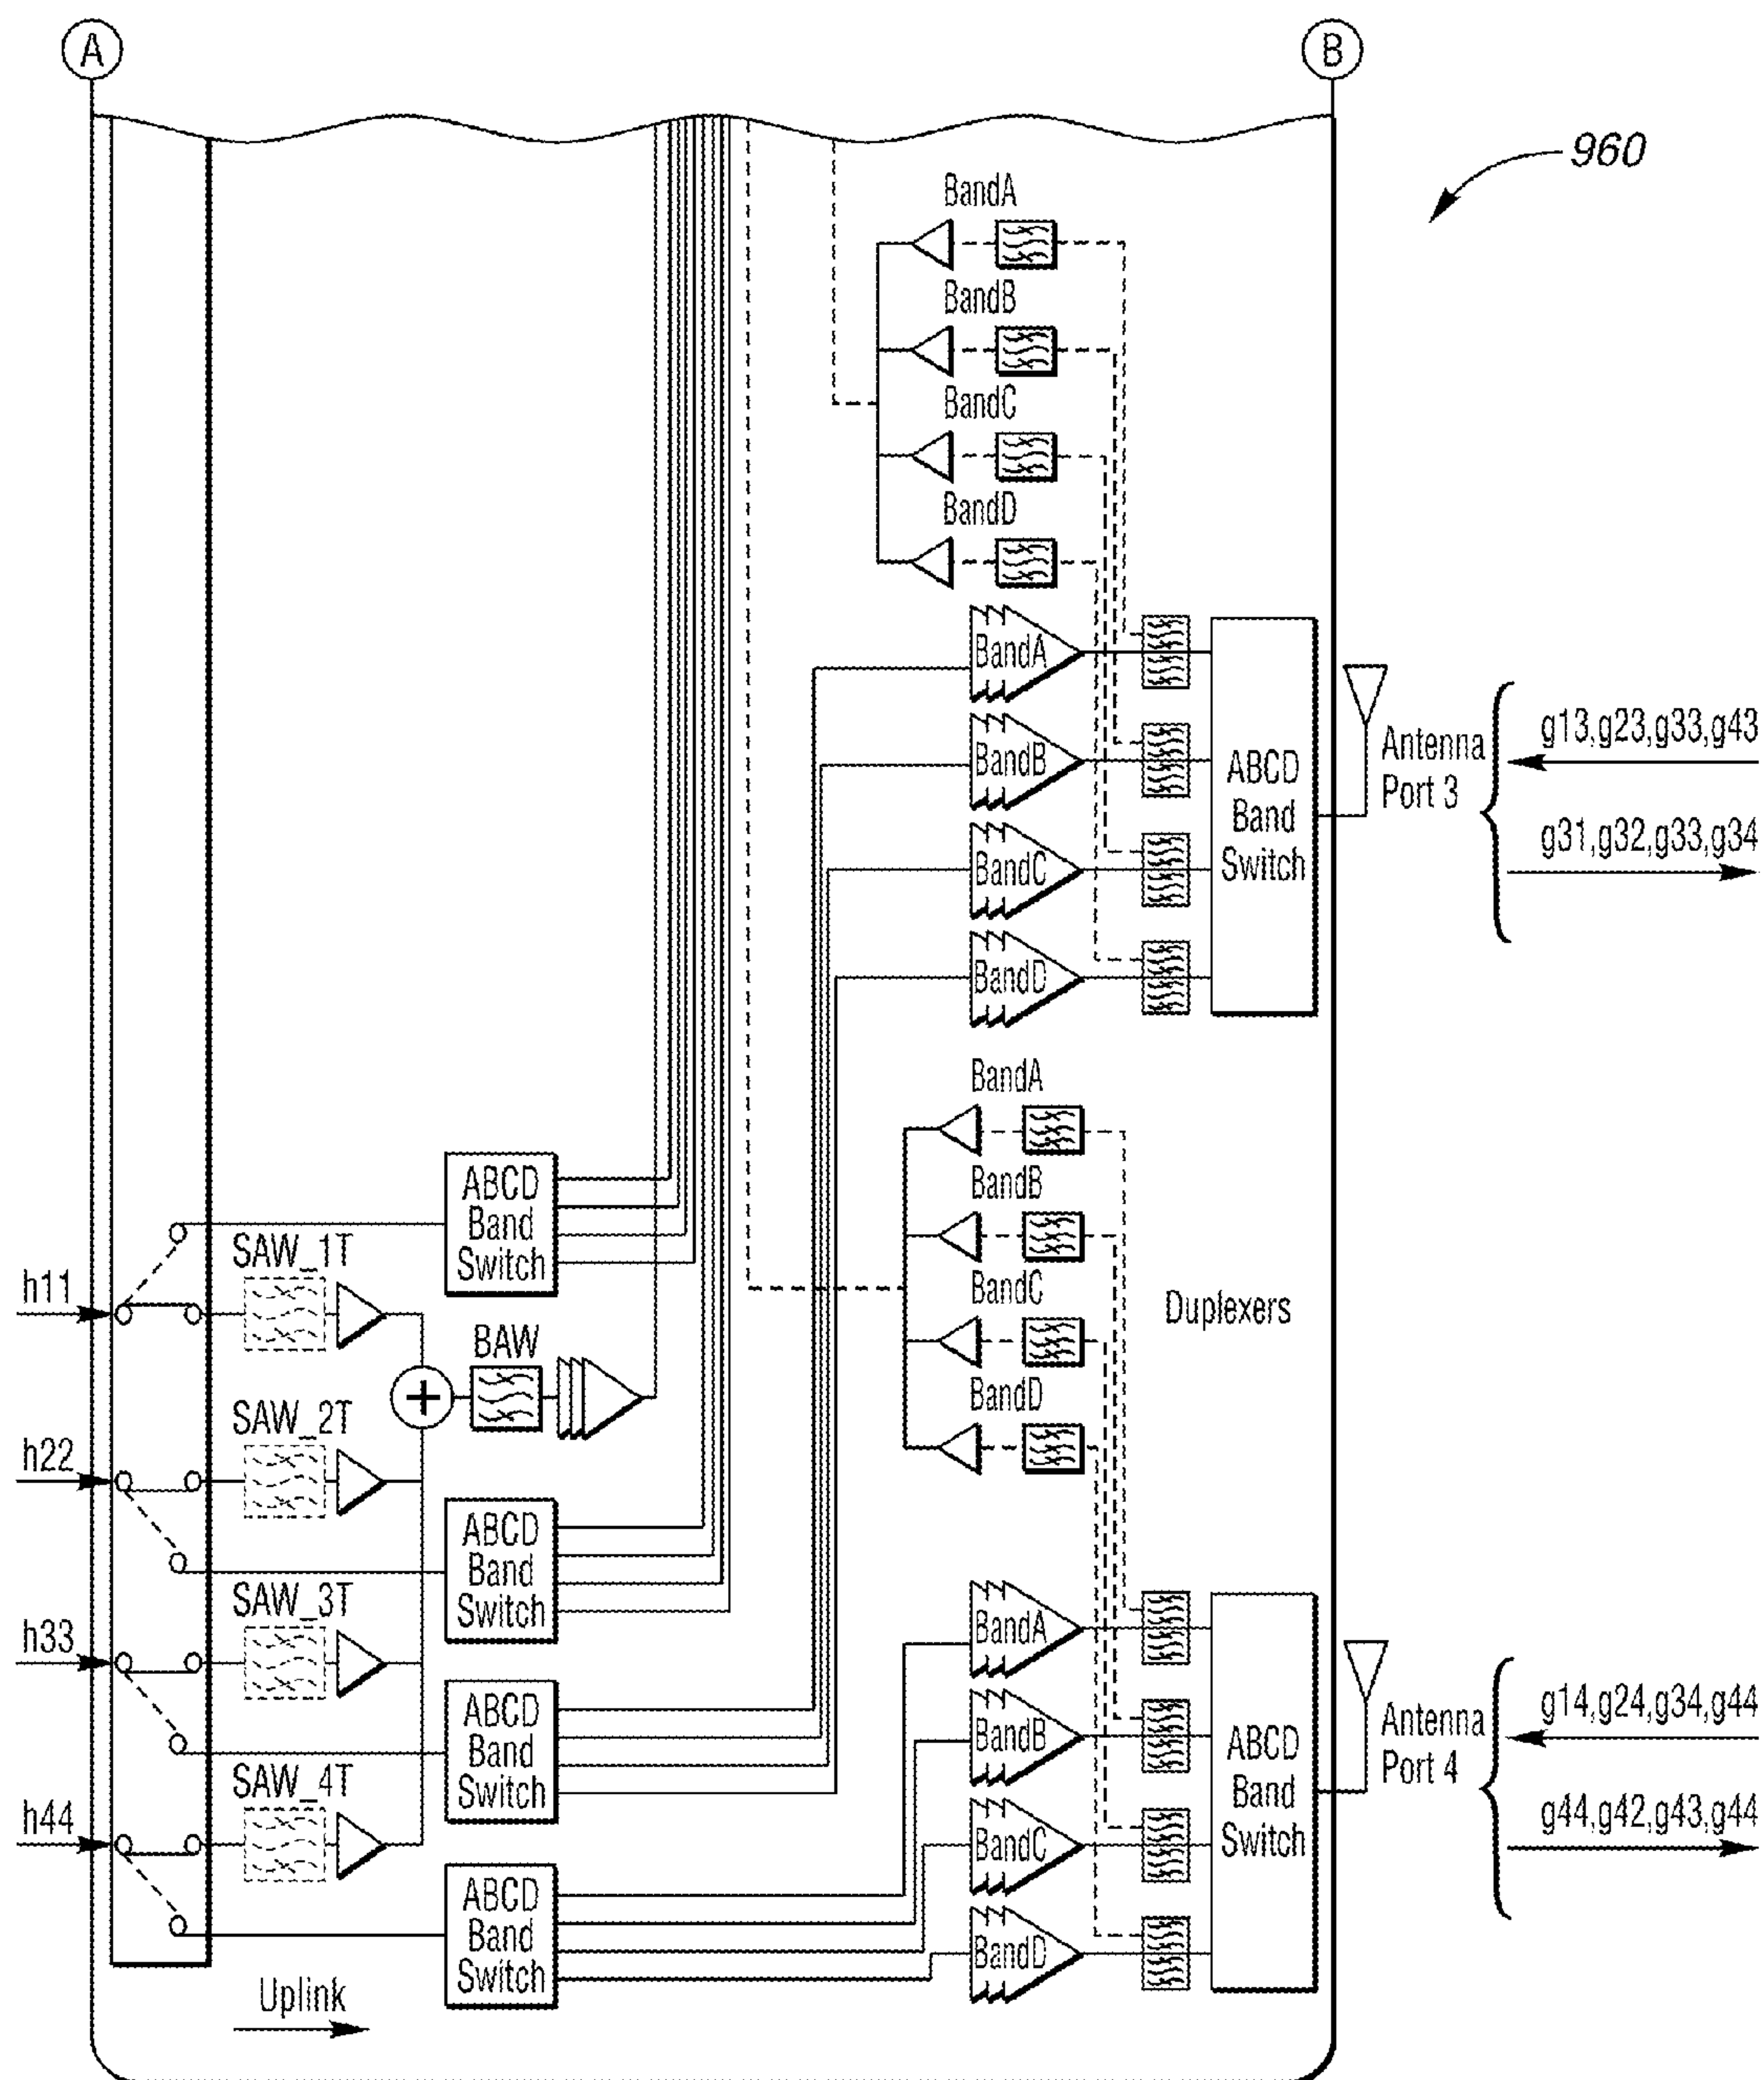 A
B
960
BandA
BandB
BandC
BandD
BandA
BandB
BandC
BandD
ABCD
Band
Switch
Antenna
Port 3
g13,g23,g33,g43
g31,g32,g33,g34
BandA
BandB
BandC
BandD
Duplexers
ABCD
Band
Switch
SAW_1T
h11
BAW
SAW_2T
h22
ABCD
Band
Switch
SAW_3T
h33
ABCD
Band
Switch
SAW_4T
h44
ABCD
Band
Switch
BandA
BandB
BandC
BandD
ABCD
Band
Switch
Antenna
Port 4
g14,g24,g34,g44
g44,g42,g43,g44
Uplink